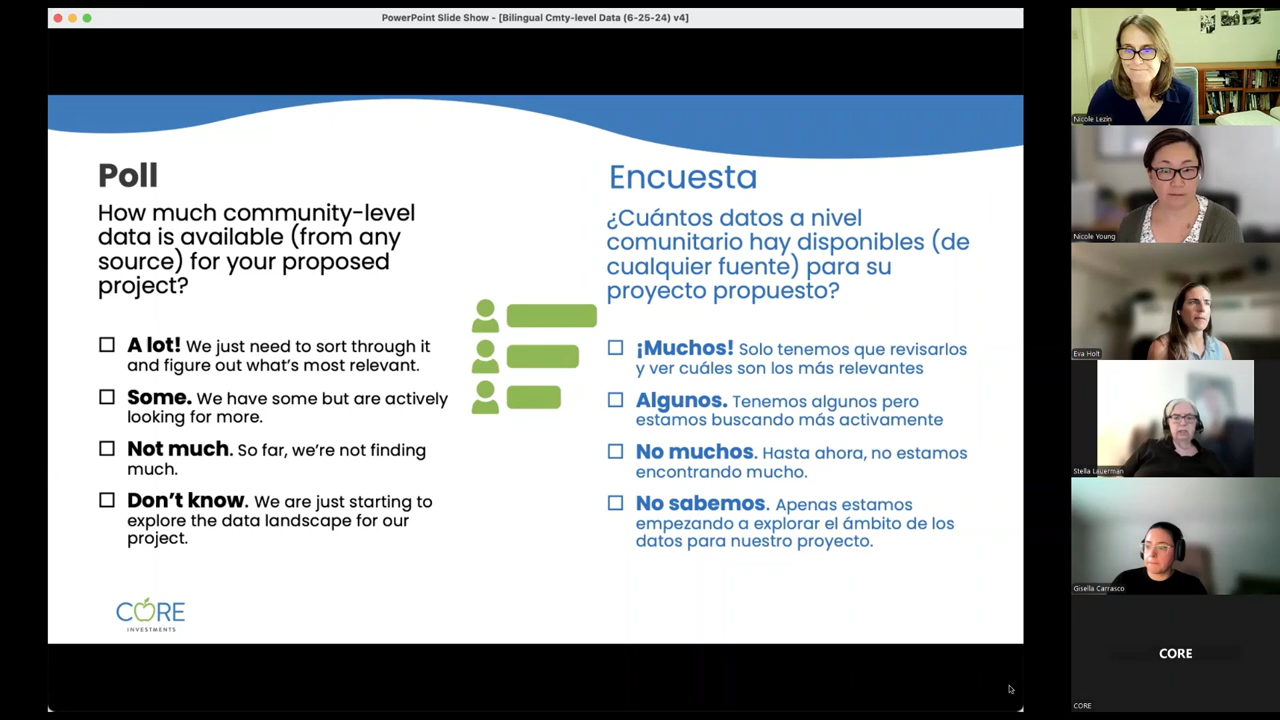 PowerPoint Slide Show - [Bilingual Cmty-level Data (6-25-24) v4]
Poll
How much community-level
data is available (from any
source) for your proposed
project?
A lot! We just need to sort through it
and figure out what's most relevant.
Some. We have some but are actively
looking for more.
Not much. So far, we're not finding
much.
Don't know. We are just starting to
explore the data landscape for our
project.
Encuesta
¿Cuántos datos a nivel
comunitario hay disponibles (de
cualquier fuente) para su
proyecto propuesto?
¡Muchos! Solo tenemos que revisarlos
y ver cuáles son los más relevantes
Algunos. Tenemos algunos pero
estamos buscando más activamente
No muchos. Hasta ahora, no estamos
encontrando mucho.
No sabemos. Apenas estamos
empezando a explorar el ámbito de los
datos para nuestro proyecto.
CORE
INVESTMENTS
Nicole Lezin
Nicole Young
Eva Holt
Stella Lauerman
Gisella Carrasco
CORE
CORE